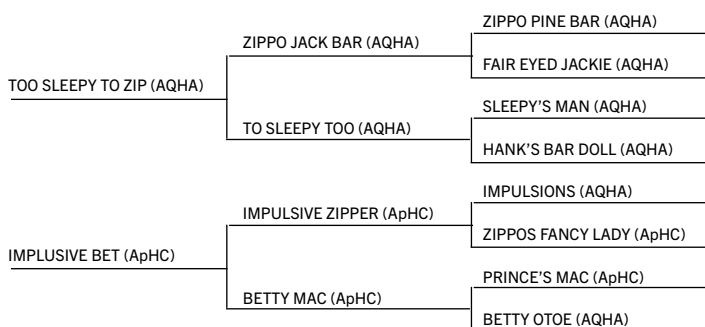 ZIPPO PINE BAR (AQHA)
ZIPPO JACK BAR (AQHA)
FAIR EYED JACKIE (AQHA)
TOO SLEEPY TO ZIP (AQHA)
SLEEPY'S MAN (AQHA)
TO SLEEPY TOO (AQHA)
HANK'S BAR DOLL (AQHA)
IMPULSIONS (AQHA)
IMPULSIVE ZIPPER (ApHC)
ZIPPOS FANCY LADY (ApHC)
IMPLUSIVE BET (ApHC)
PRINCE'S MAC (ApHC)
BETTY MAC (ApHC)
BETTY OTOE (AQHA)